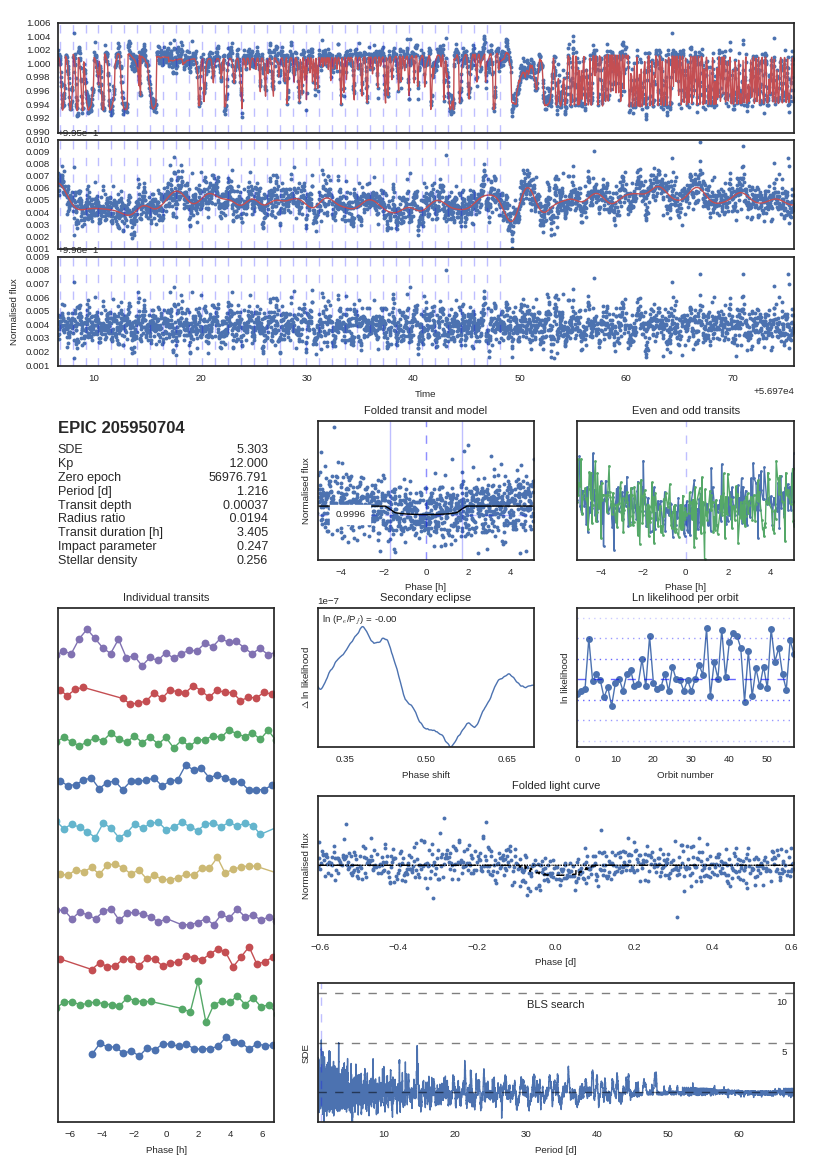 1.006
1.004
1.002
1.000
0.998
0.996
0.994
0.992
0.990
+9.95e−1
0.010
0.009
0.008
0.007
0.006
0.005
0.004
0.003
0.002
0.001
+9.96e−1
0.009
0.008
0.007
0.006
0.005
0.004
0.003
0.002
0.001
Normalised flux
10 20 30 40 50 60 70
Time
+5.697e4
EPIC 205950704
SDE 5.303
Kp 12.000
Zero epoch 56976.791
Period [d] 1.216
Transit depth 0.00037
Radius ratio 0.0194
Transit duration [h] 3.405
Impact parameter 0.247
Stellar density 0.256
Folded transit and model
Normalised flux
0.9996
−4 −2 0 2 4
Phase [h]
Even and odd transits
−4 −2 0 2 4
Phase [h]
Individual transits
−6 −4 −2 0 2 4 6
Phase [h]
Secondary eclipse
1e−7
Δ ln likelihood
0.35 0.50 0.65
Phase shift
Ln likelihood per orbit
ln likelihood
0 10 20 30 40 50
Orbit number
Folded light curve
Normalised flux
−0.6 −0.4 −0.2 0.0 0.2 0.4 0.6
Phase [d]
BLS search
10
5
SDE
10 20 30 40 50 60
Period [d]